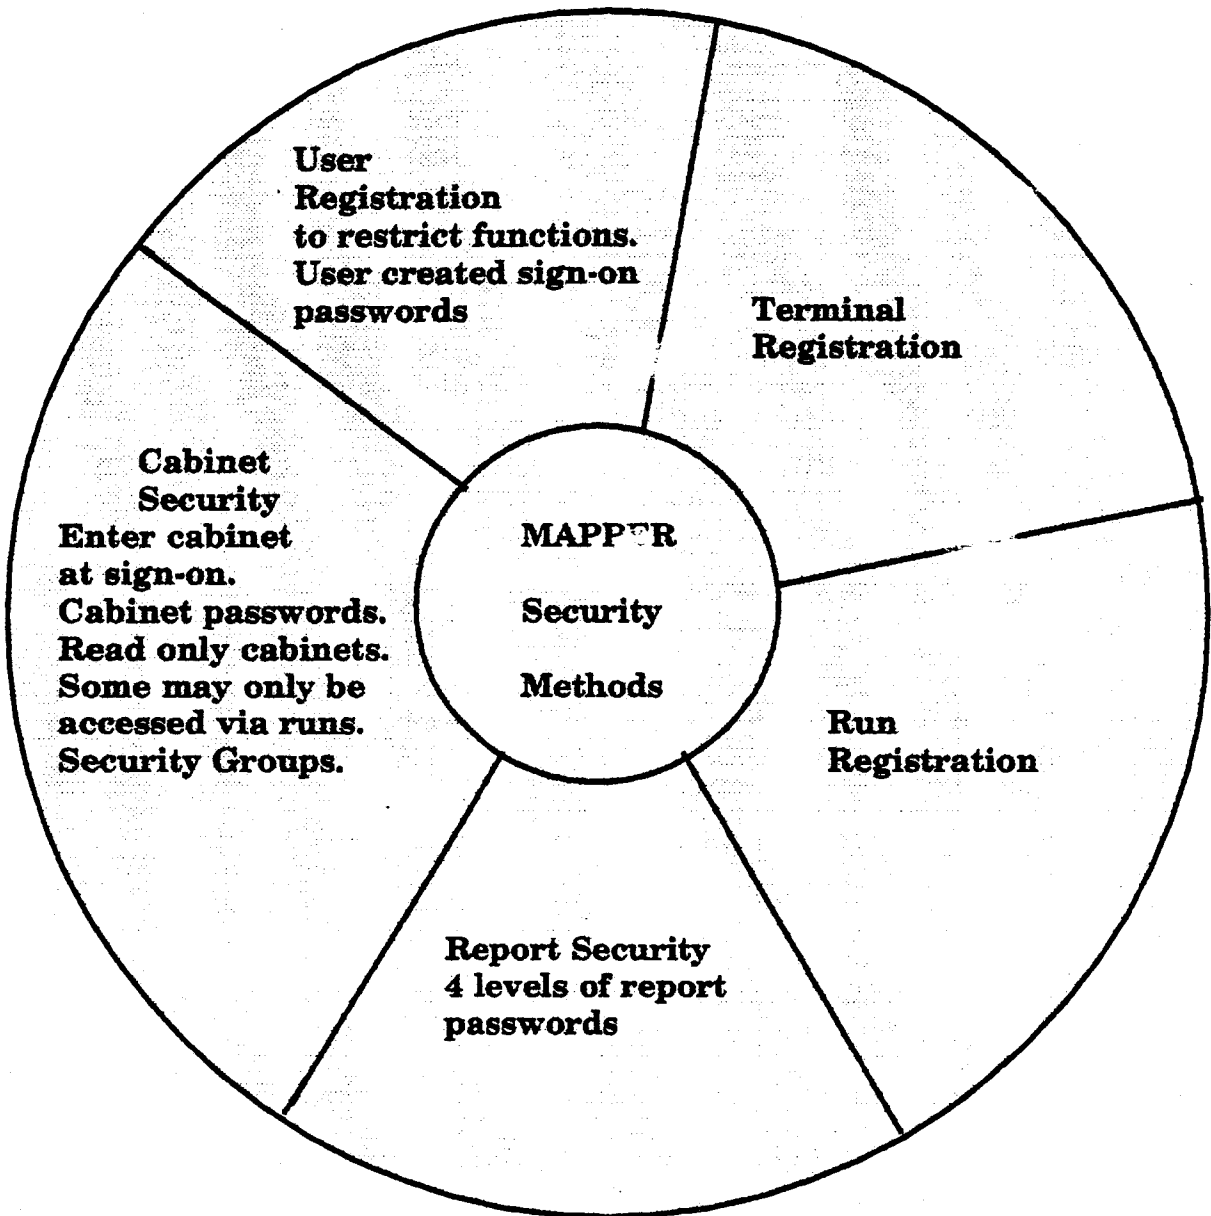 User
Registration
to restrict functions.
User created sign-on
passwords
Terminal
Registration
Cabinet
Security
Enter cabinet
at sign-on.
Cabinet passwords.
Read only cabinets.
Some may only be
accessed via runs.
Security Groups.
MAPPER
Security
Methods
Run
Registration
Report Security
4 levels of report
passwords